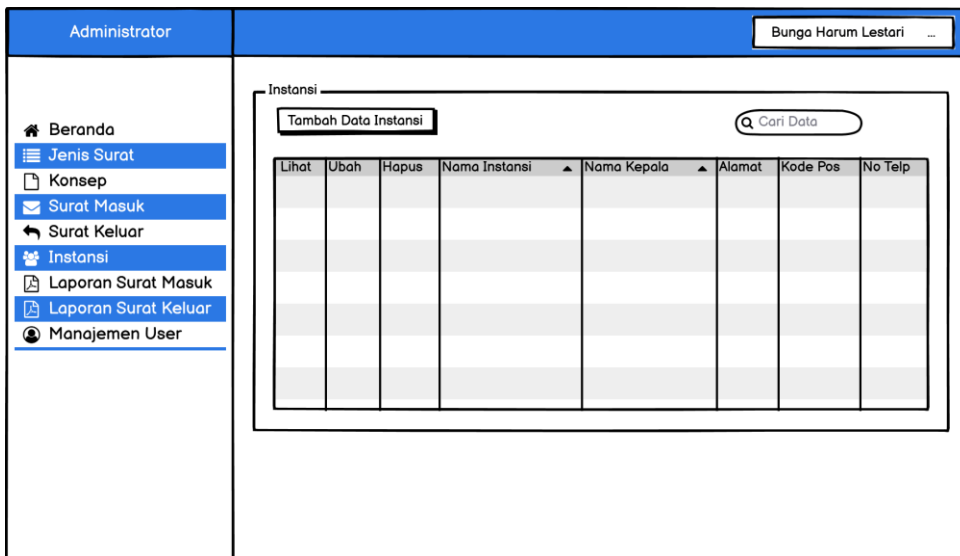 Administrator
Bunga Harum Lestari ...
Beranda
Jenis Surat
Konsep
Surat Masuk
Surat Keluar
Instansi
Laporan Surat Masuk
Laporan Surat Keluar
Manajemen User
Instansi
Tambah Data Instansi
Cari Data
Lihat Ubah Hapus Nama Instansi Nama Kepala Alamat Kode Pos No Telp